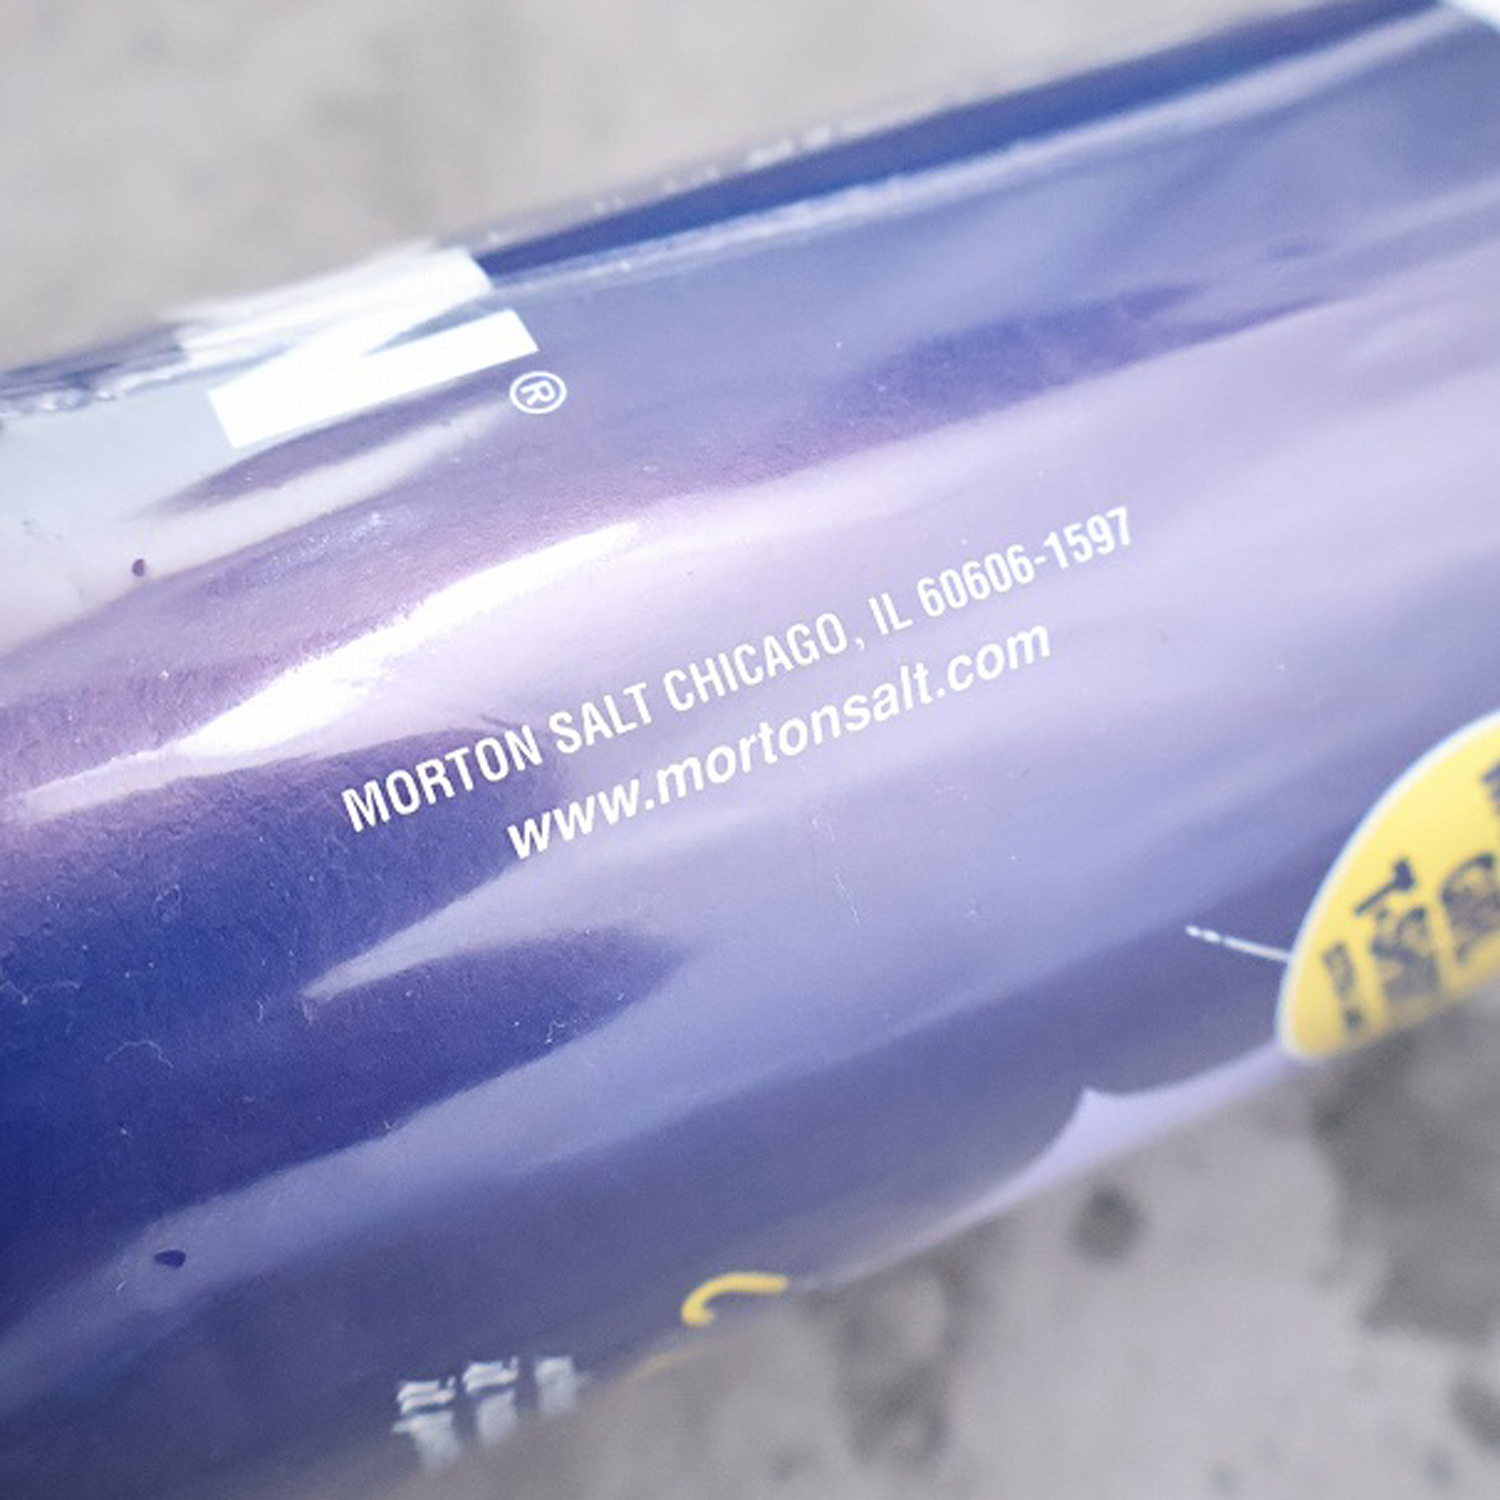 ®
MORTON SALT CHICAGO, IL 60606-1597
www.mortonsalt.com